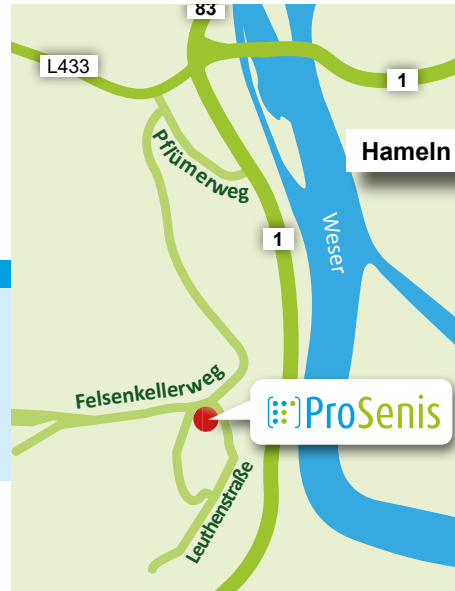 83
L433
1
Pflümerweg
Hameln
Weser
1
Felsenkellerweg
ProSenis
Leuthenstraße